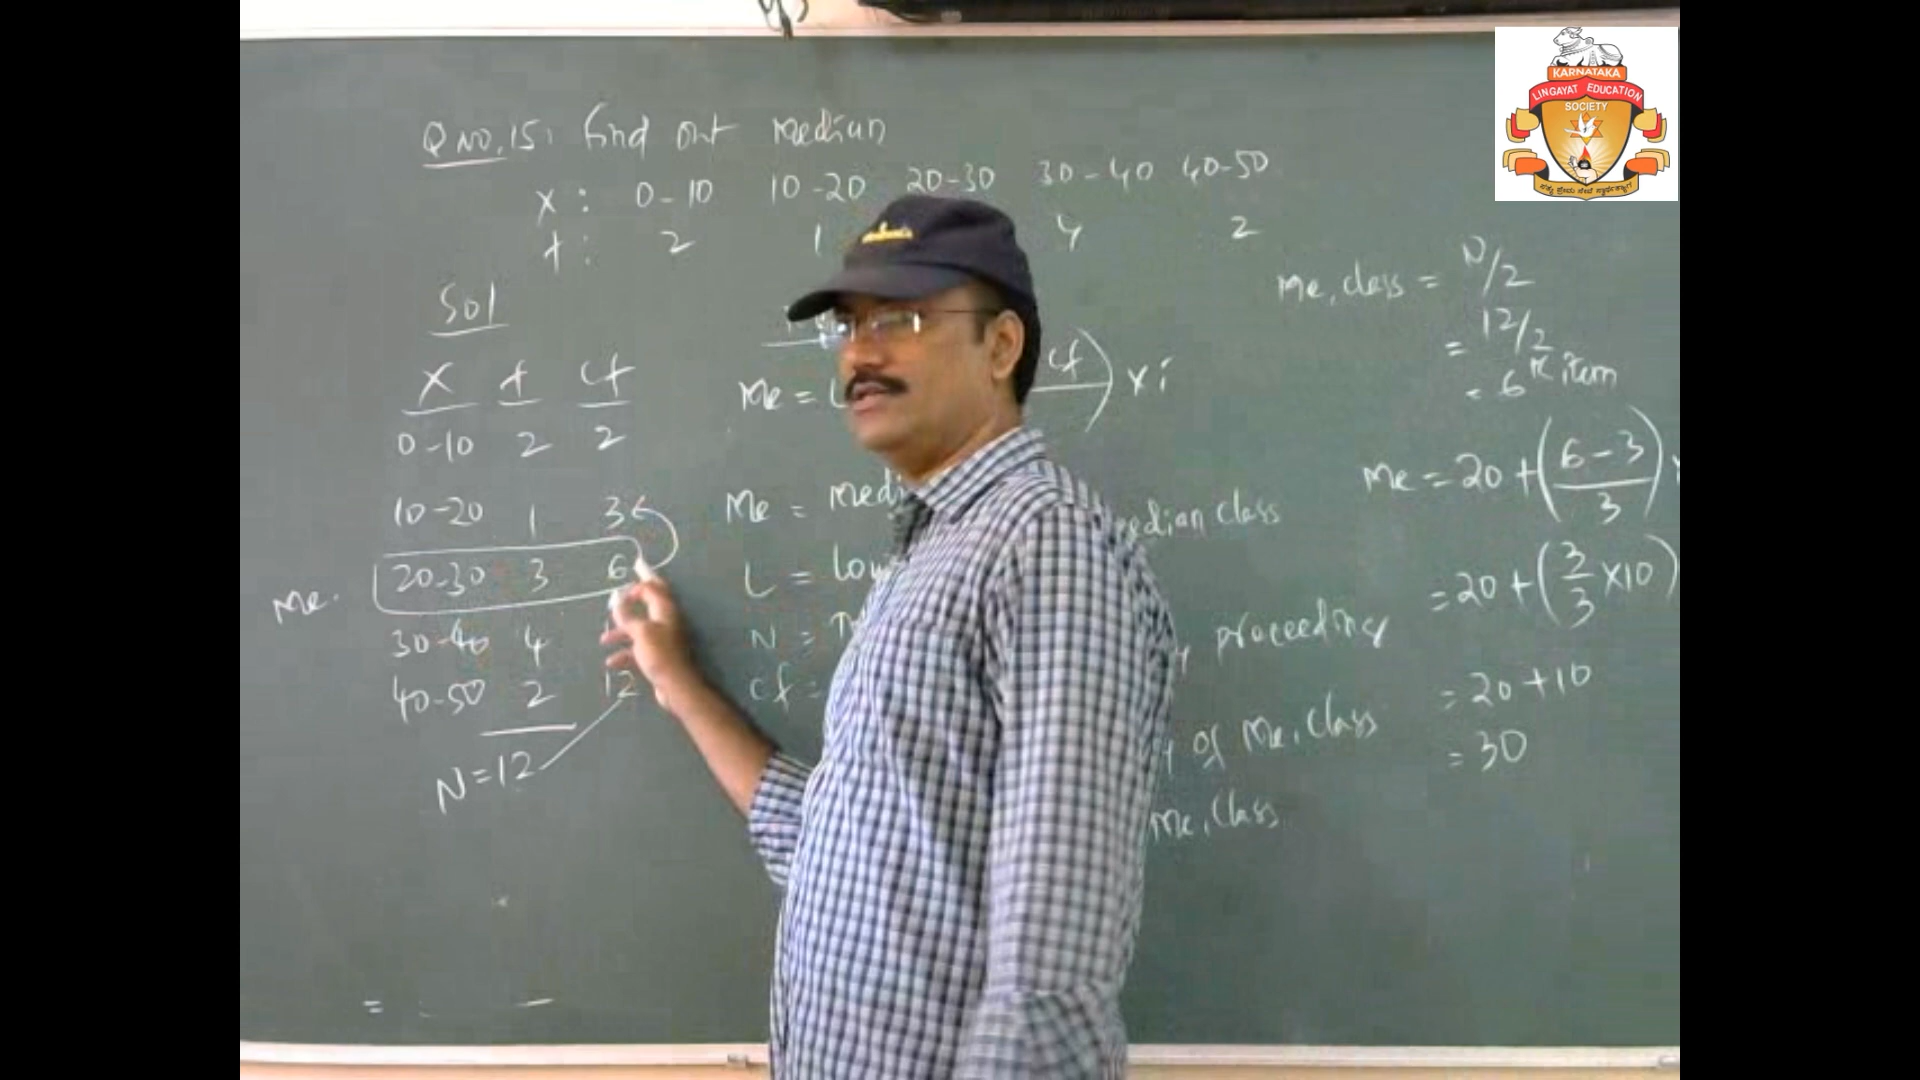 Q NO. 15: Find out Median
X : 0-10 10-20 20-30 30-40 40-50
f : 2 1 4 2
Sol
X f cf
0-10 2 2
10-20 1 3
Me. 20-30 3 6
30-40 4
40-50 2 12
N=12
Me = L cf ) x i
Me = medi
L = low
N =
cf =
median class
proceeding
of Me. Class
Me. Class
Me. class = N/2
= 12/2
= 6th item
Me = 20 + (6-3/3) x
= 20 + (3/3 x10)
= 20+10
= 30
KARNATAKA
LINGAYAT EDUCATION
SOCIETY